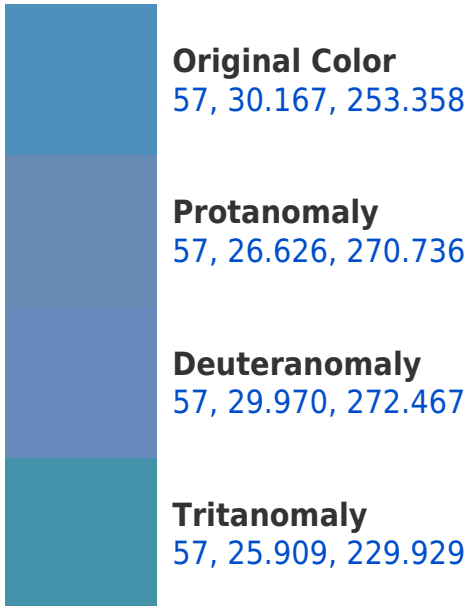 Original Color
57, 30.167, 253.358
Protanomaly
57, 26.626, 270.736
Deuteranomaly
57, 29.970, 272.467
Tritanomaly
57, 25.909, 229.929